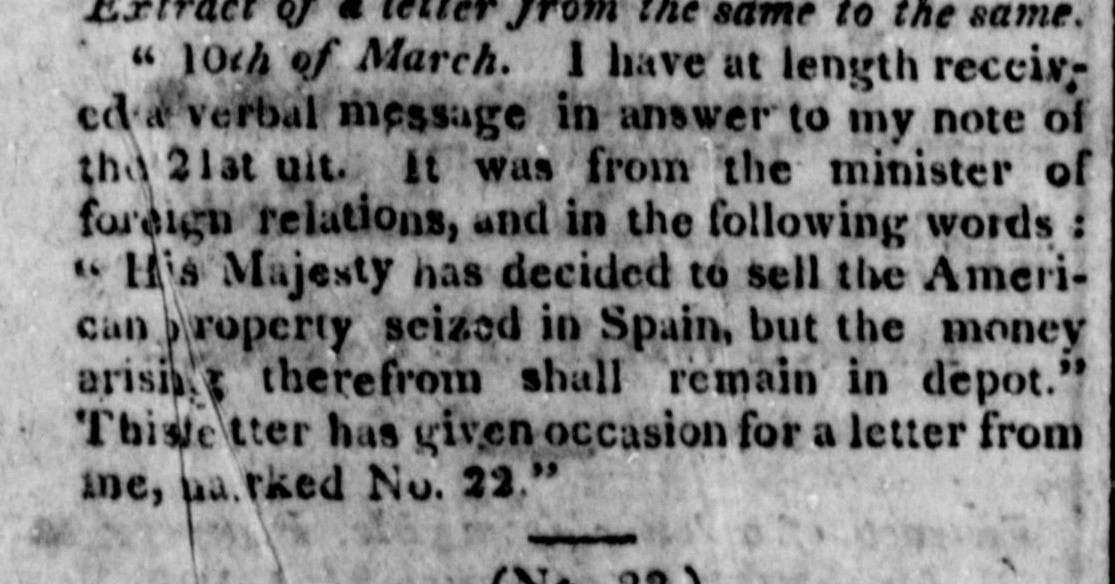 Extract of a letter from the same to the same.
“ 10th of March. I have at length receiv-
ed a verbal message in answer to my note of
the 21st ult. It was from the minister of
foreign relations, and in the following words :
“ His Majesty has decided to sell the Ameri-
can property seized in Spain, but the money
arising therefrom shall remain in depot.”
This letter has given occasion for a letter from
me, marked No. 22.”
(No. 22.)